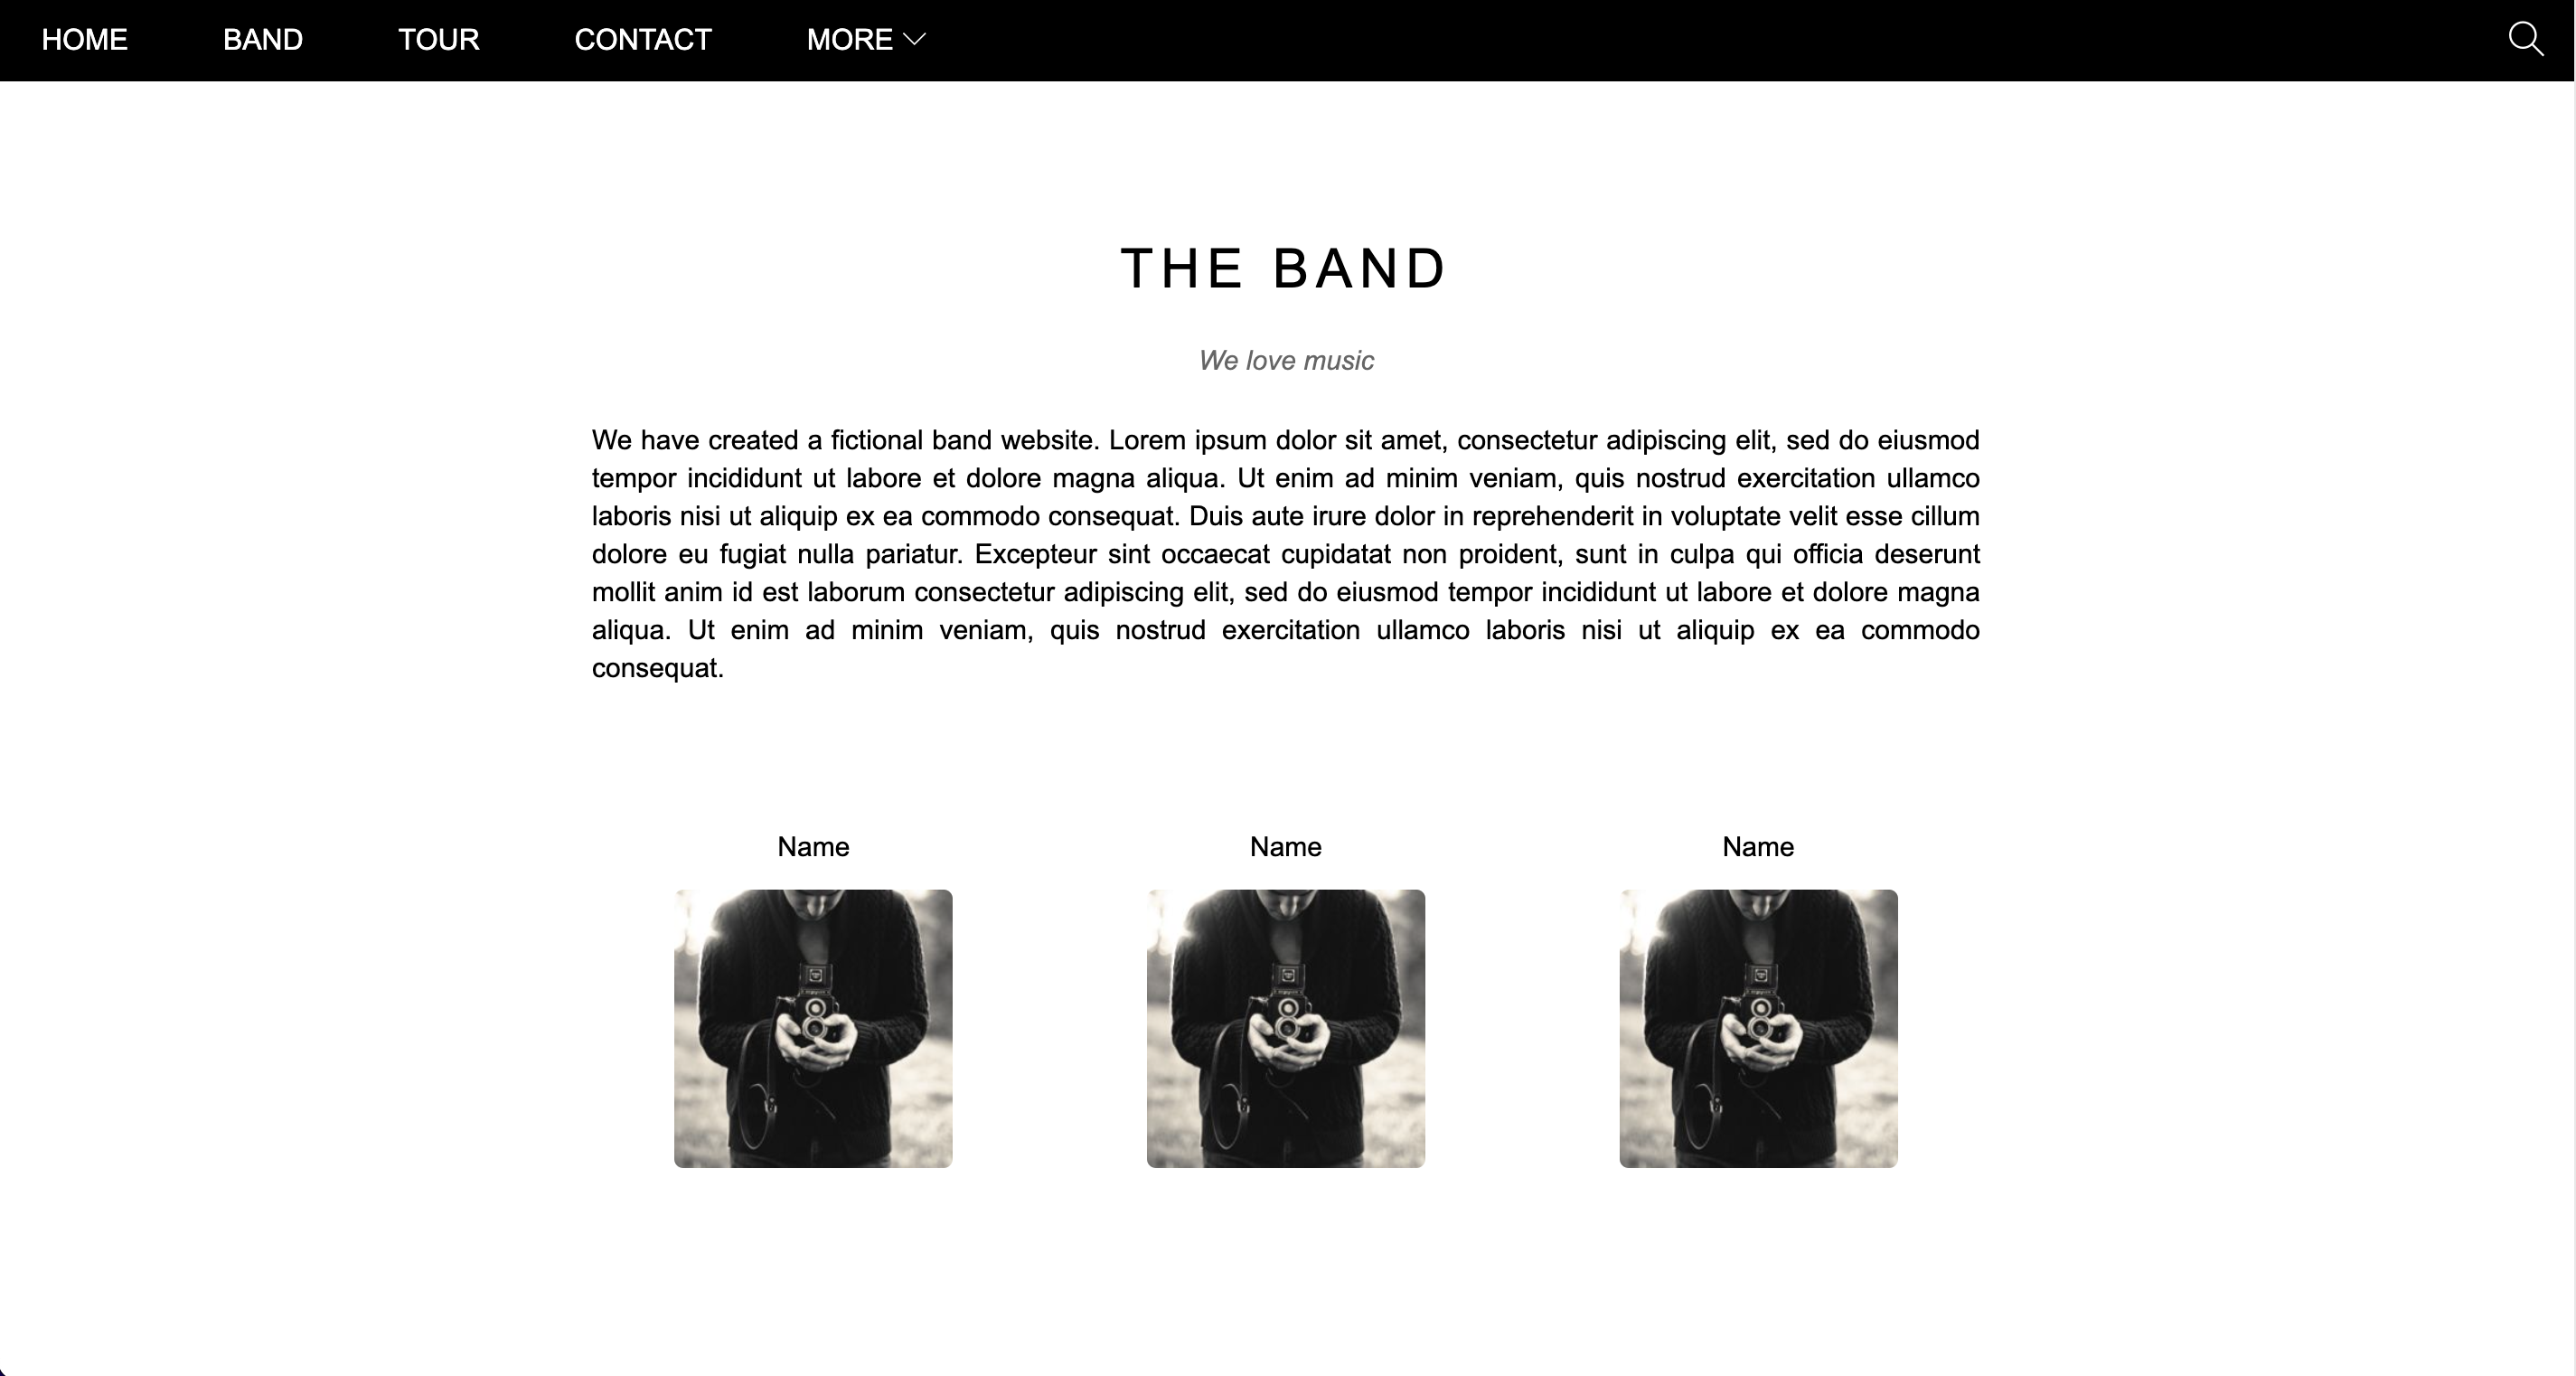 HOME BAND TOUR CONTACT MORE
THE BAND
We love music
We have created a fictional band website. Lorem ipsum dolor sit amet, consectetur adipiscing elit, sed do eiusmod
tempor incididunt ut labore et dolore magna aliqua. Ut enim ad minim veniam, quis nostrud exercitation ullamco
laboris nisi ut aliquip ex ea commodo consequat. Duis aute irure dolor in reprehenderit in voluptate velit esse cillum
dolore eu fugiat nulla pariatur. Excepteur sint occaecat cupidatat non proident, sunt in culpa qui officia deserunt
mollit anim id est laborum consectetur adipiscing elit, sed do eiusmod tempor incididunt ut labore et dolore magna
aliqua. Ut enim ad minim veniam, quis nostrud exercitation ullamco laboris nisi ut aliquip ex ea commodo
consequat.
Name Name Name